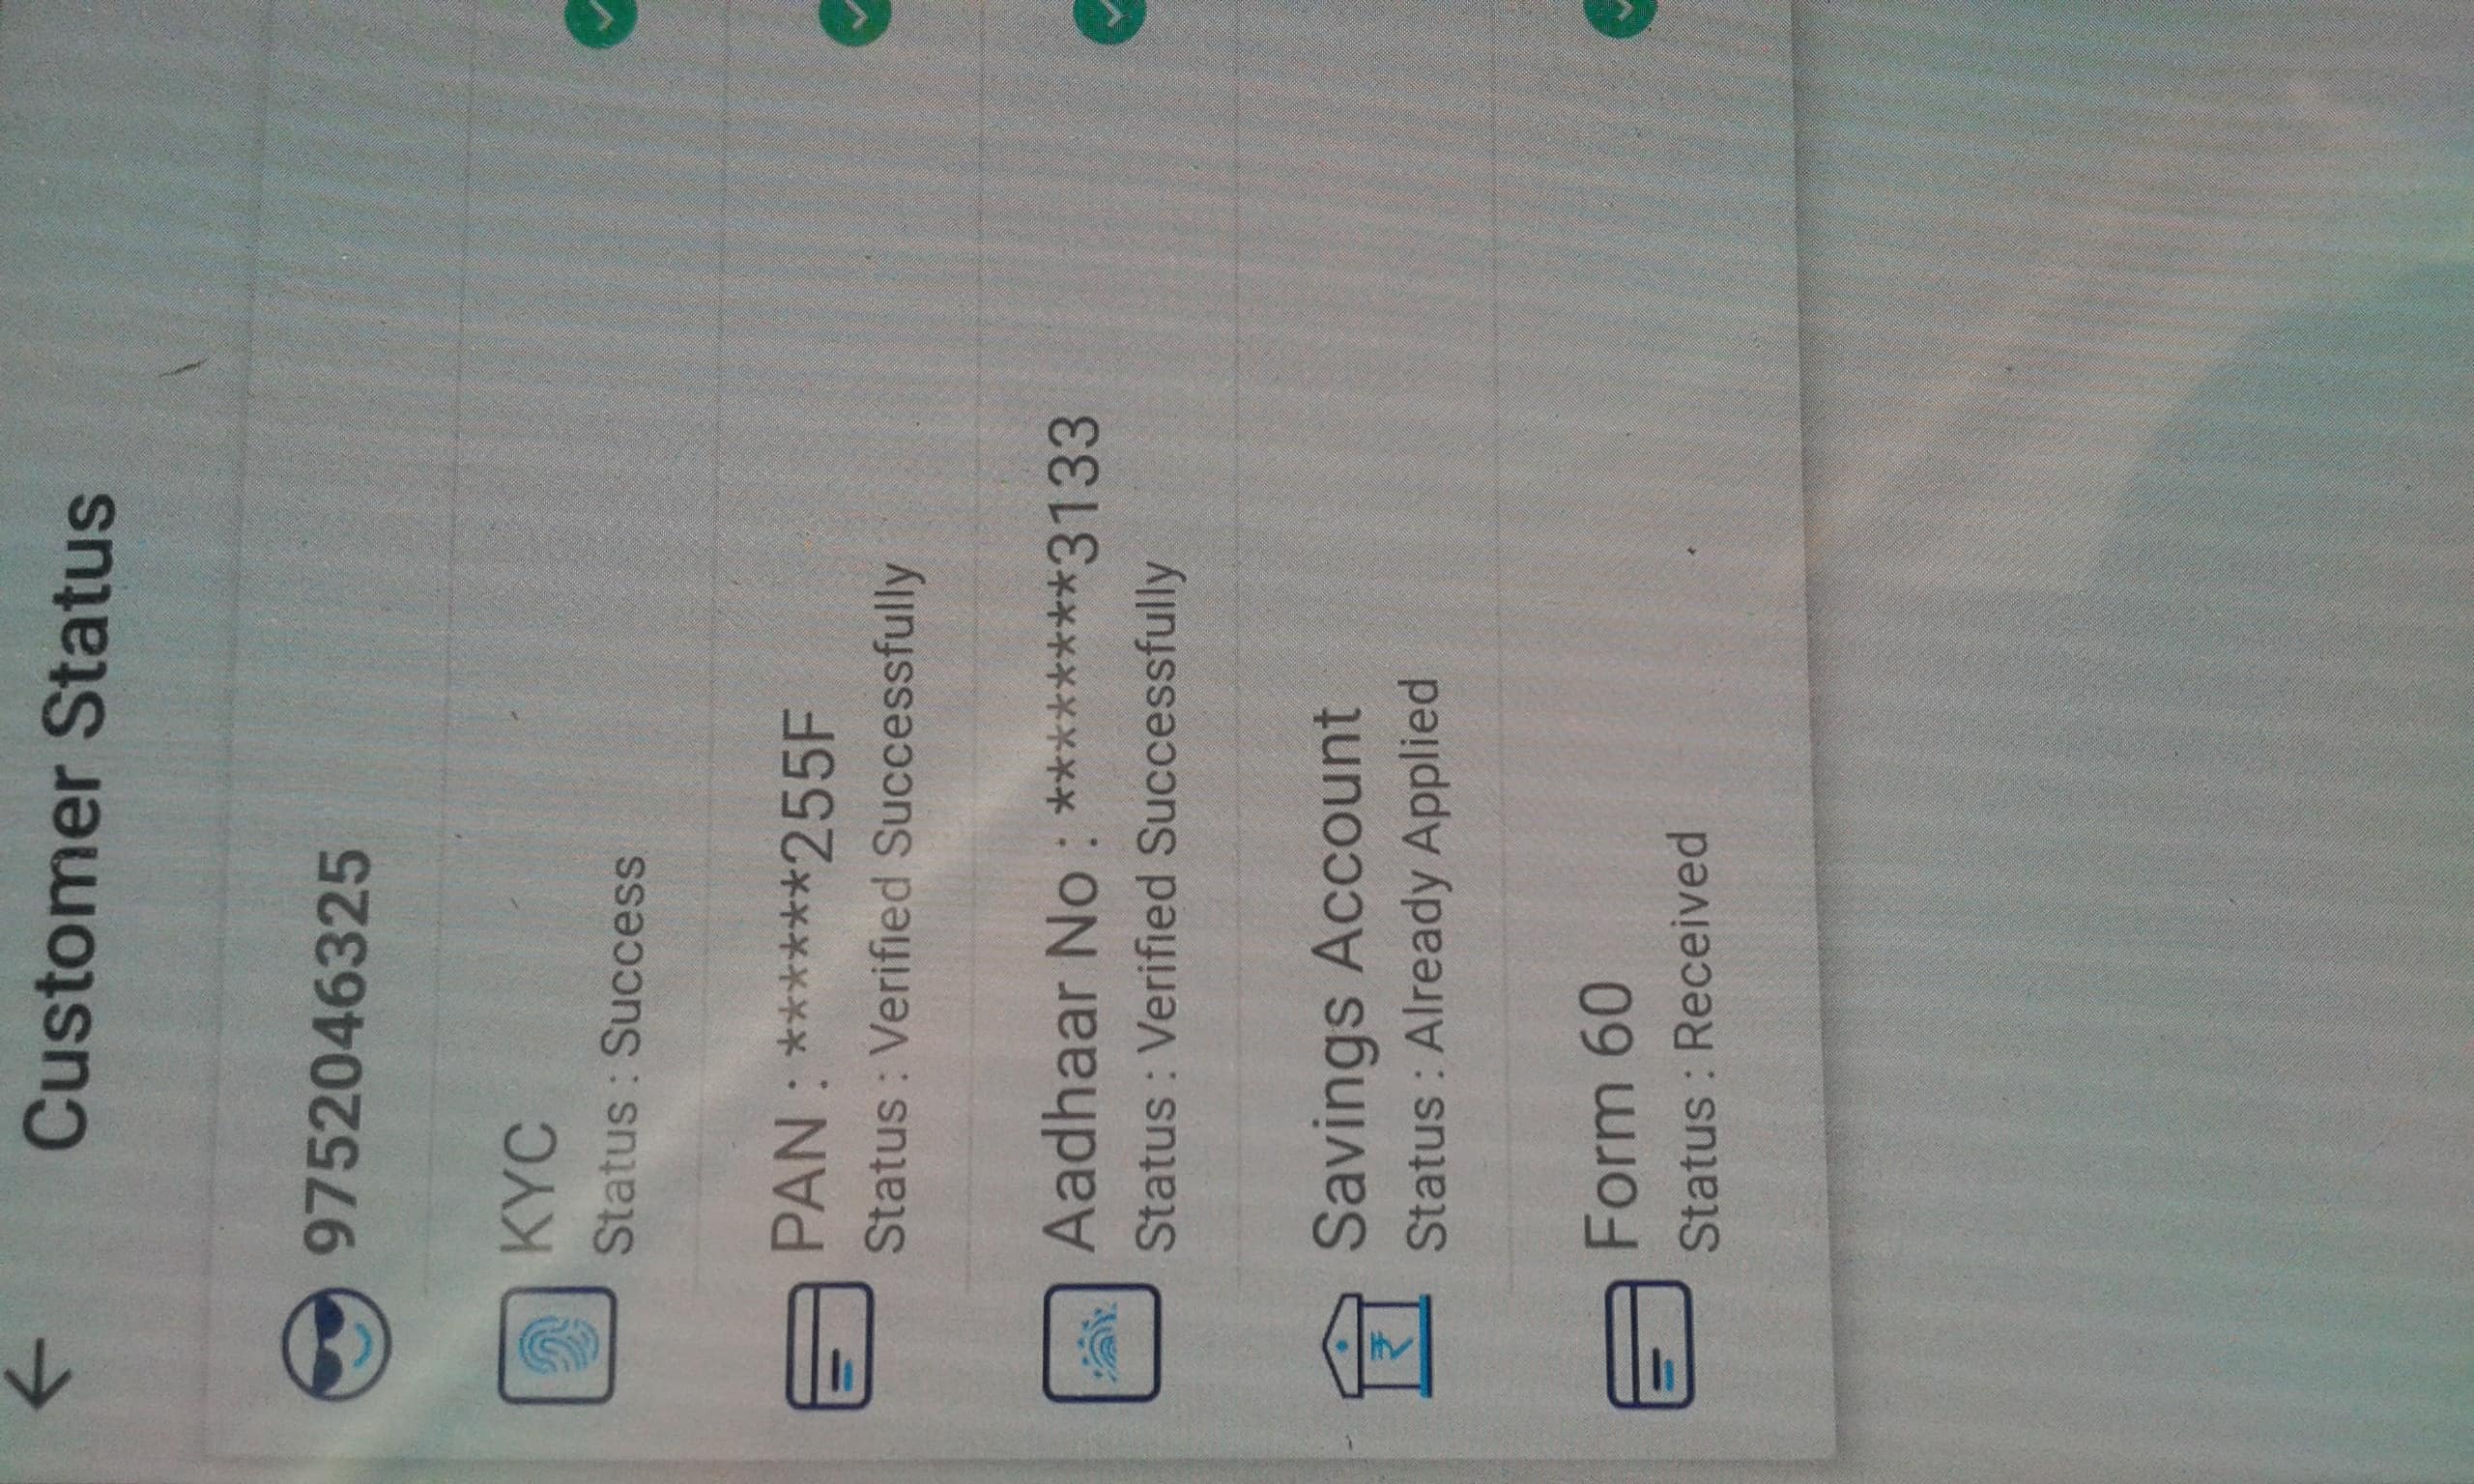 Customer Status
9752046325
KYC
Status : Success
PAN : ******255F
Status : Verified Successfully
Aadhaar No : ********3133
Status : Verified Successfully
Savings Account
Status : Already Applied
Form 60
Status : Received